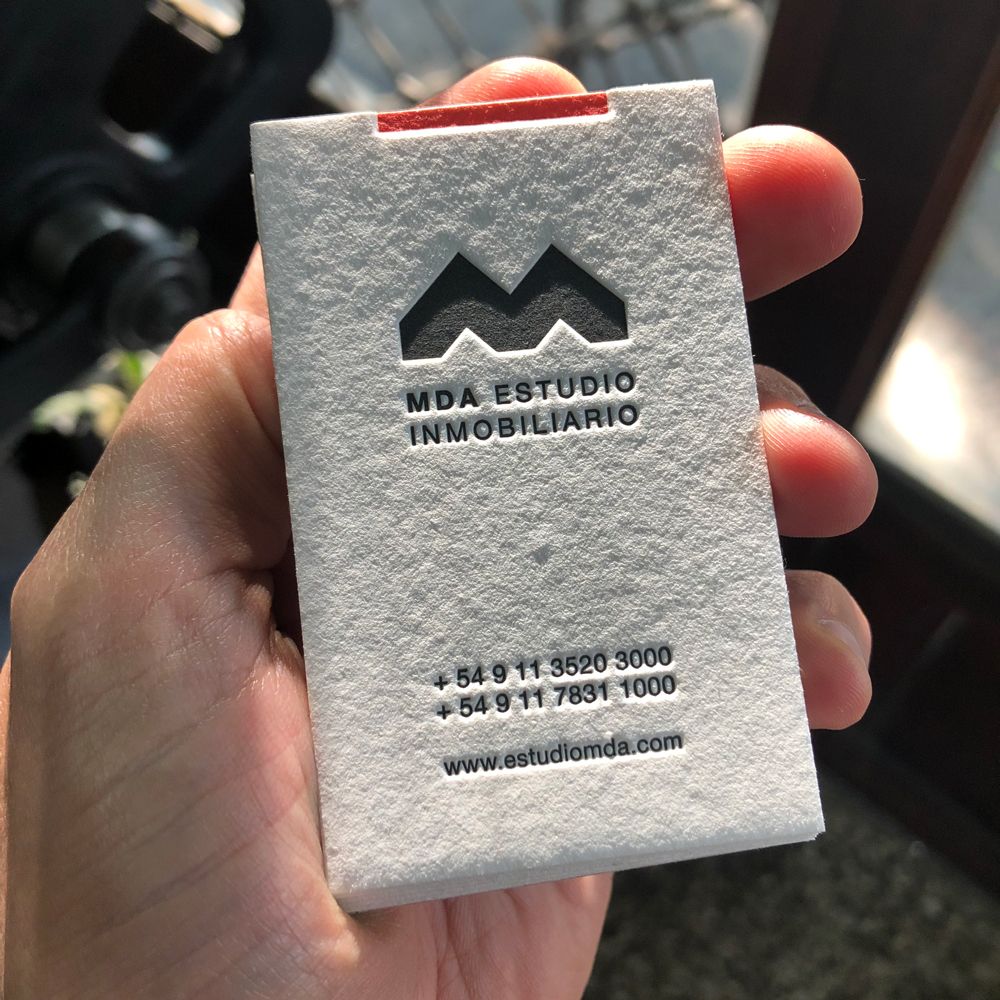 MDA ESTUDIO
INMOBILIARIO
+ 54 9 11 3520 3000
+ 54 9 11 7831 1000
www.estudiomda.com